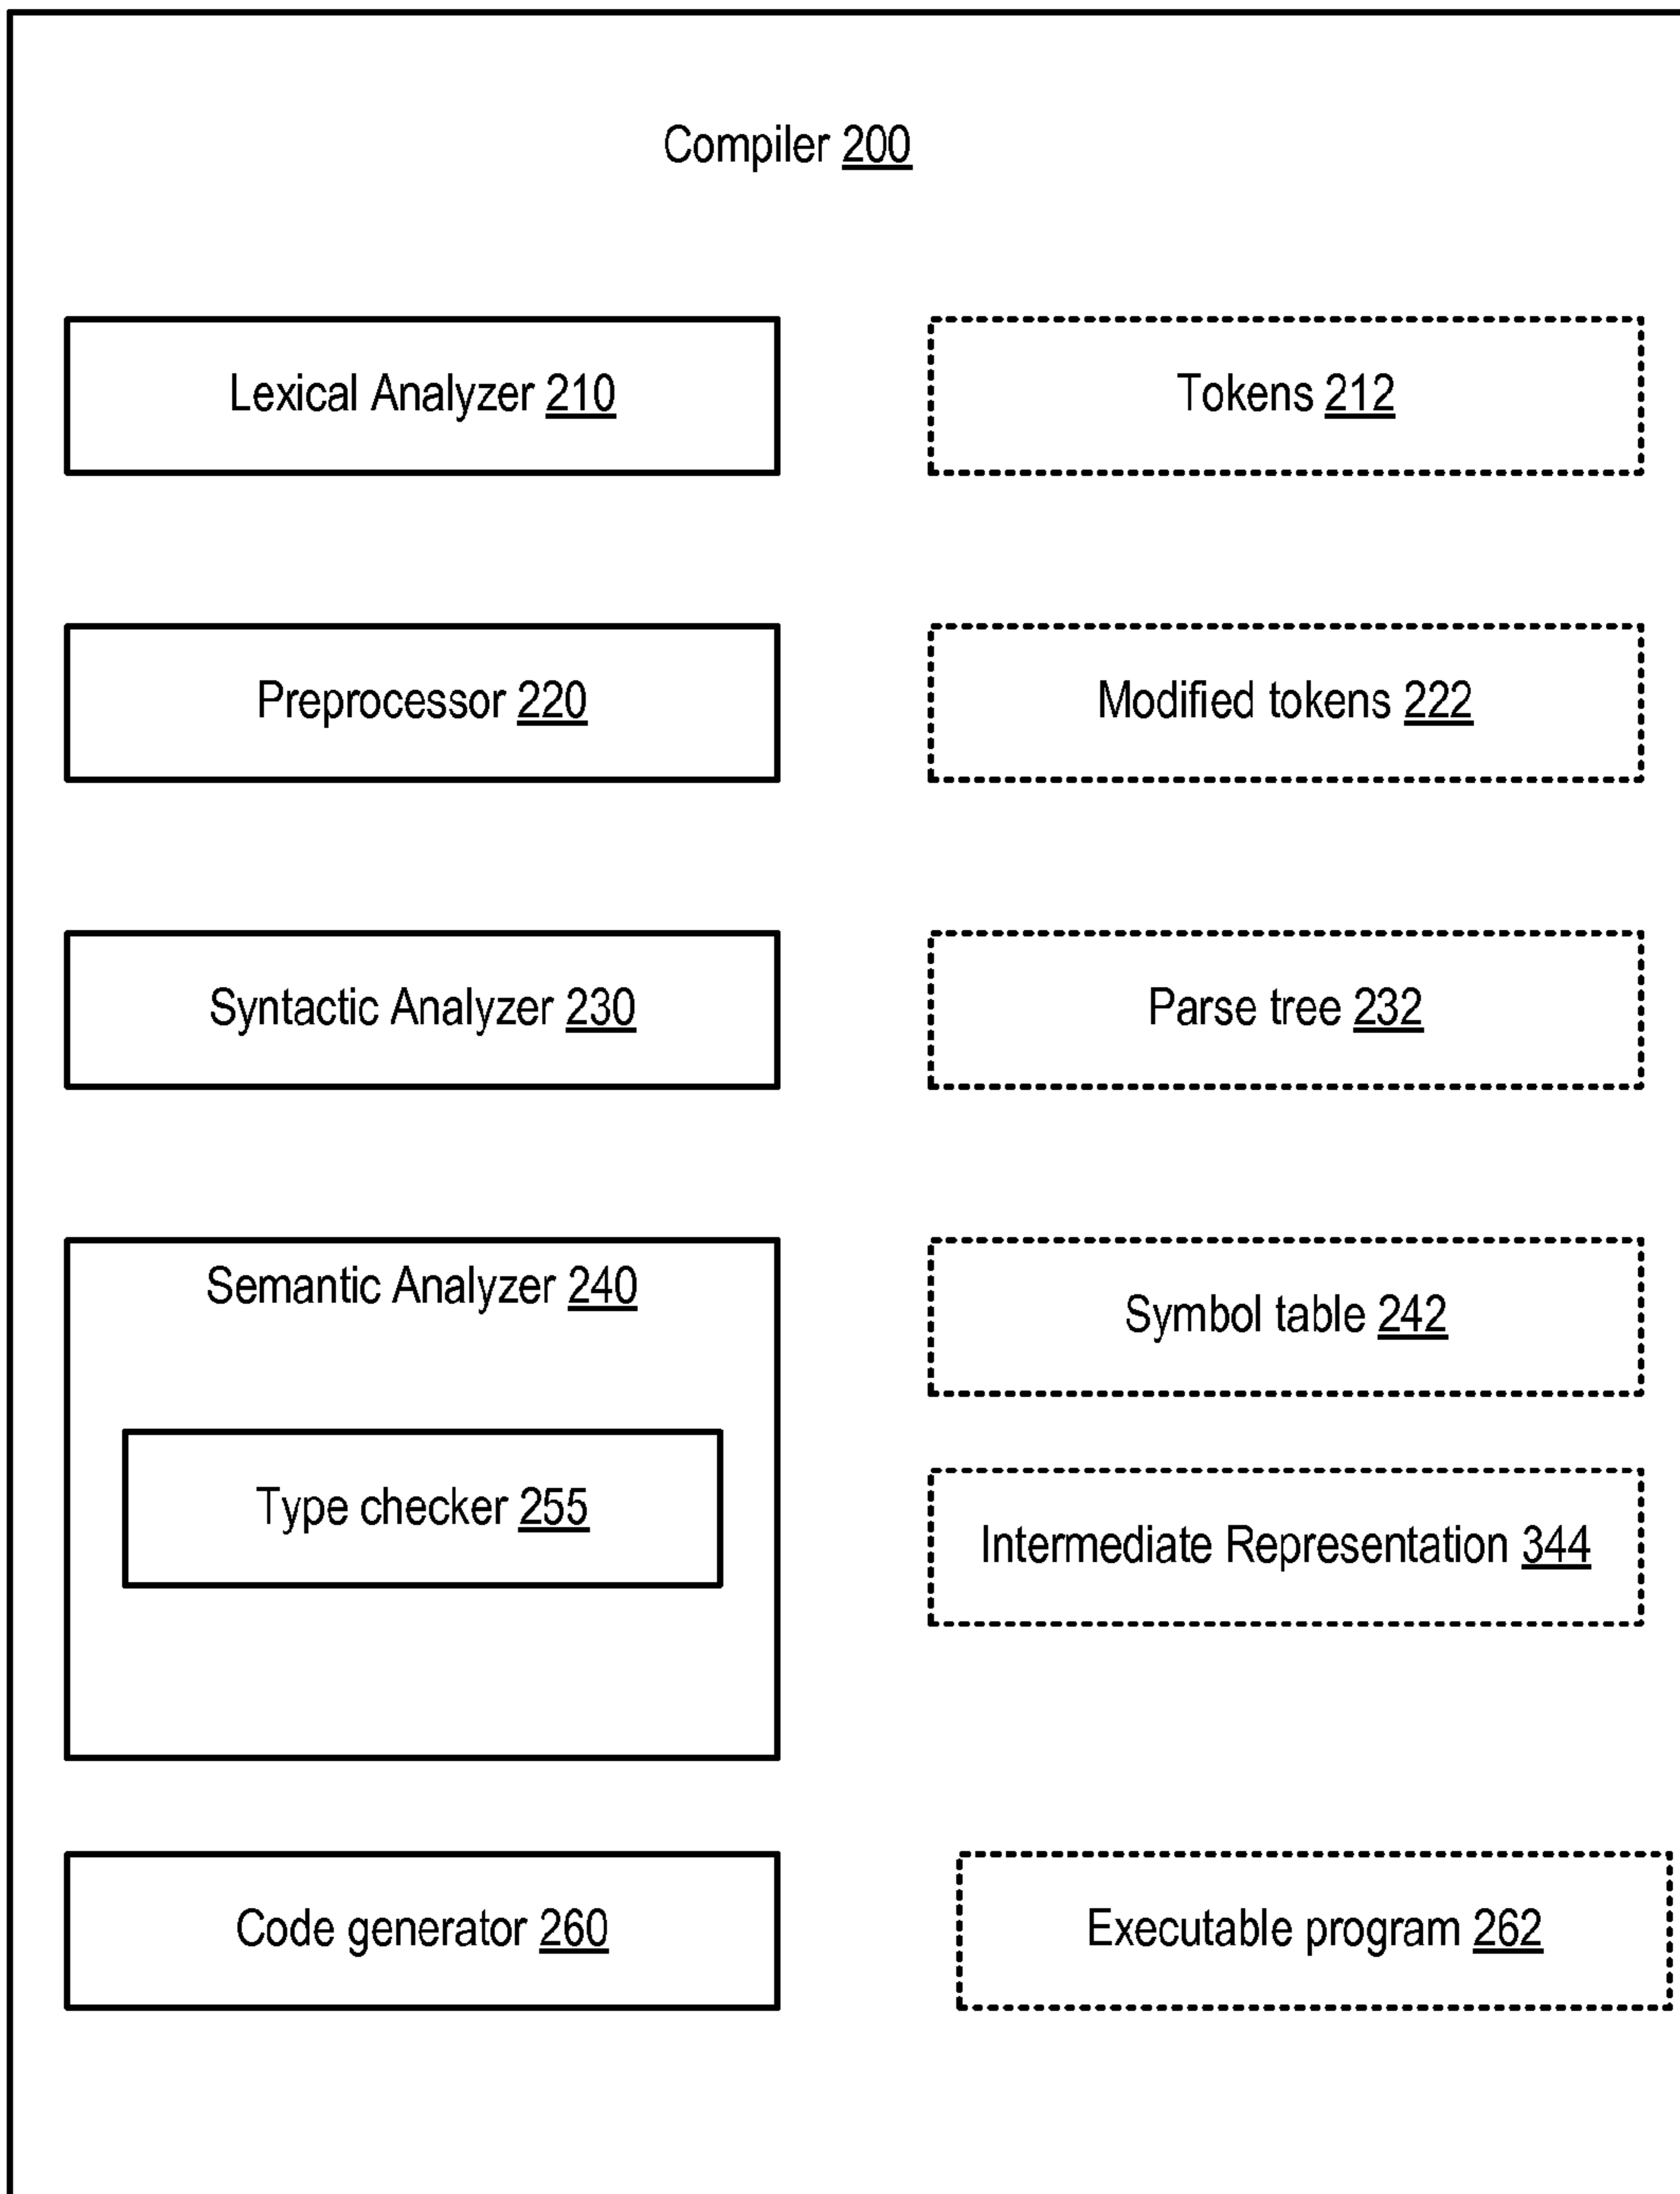 Compiler 200
Lexical Analyzer 210
Tokens 212
Preprocessor 220
Modified tokens 222
Syntactic Analyzer 230
Parse tree 232
Semantic Analyzer 240
Symbol table 242
Type checker 255
Intermediate Representation 344
Code generator 260
Executable program 262